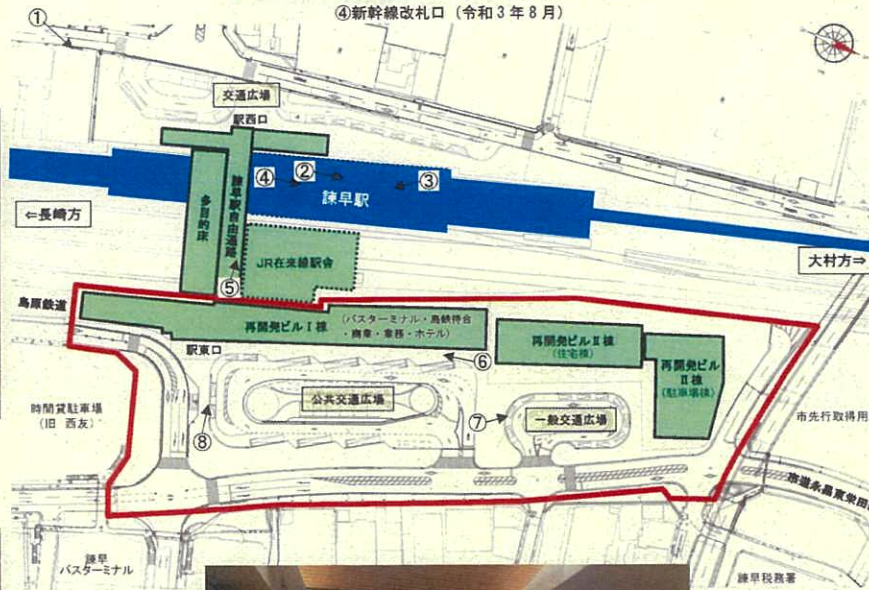 ④新幹線改札口（令和3年8月）
①
交通広場
駅西口
④
②
③
諫早駅
諫早駅自由通路
多目的床
⇐長崎方
JR在来線駅舎
大村方⇒
⑤
島原鉄道
再開発ビルⅠ棟
（バスターミナル・島鉄待合
・商業・業務・ホテル）
駅東口
⑥
再開発ビルⅡ棟
（住宅棟）
再開発ビル
Ⅱ棟
（駐車場棟）
公共交通広場
⑦
一般交通広場
⑧
時間貸駐車場
（旧 西友）
市先行取得用
市道永昌東栄田
諫早
バスターミナル
諫早税務署